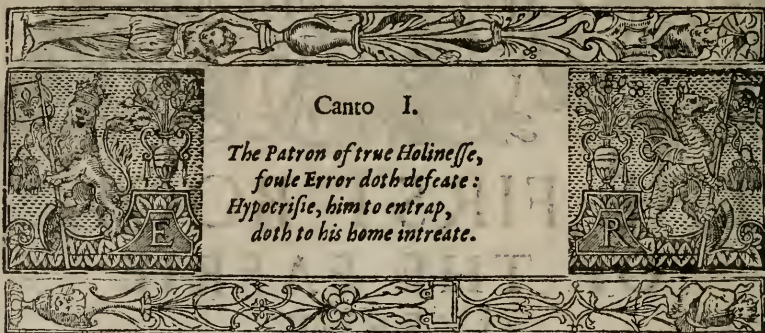 Canto I.
The Patron of true Holinesse,
foule Error doth defeate:
Hypocrisie, him to entrap,
doth to his home intreate.
E R